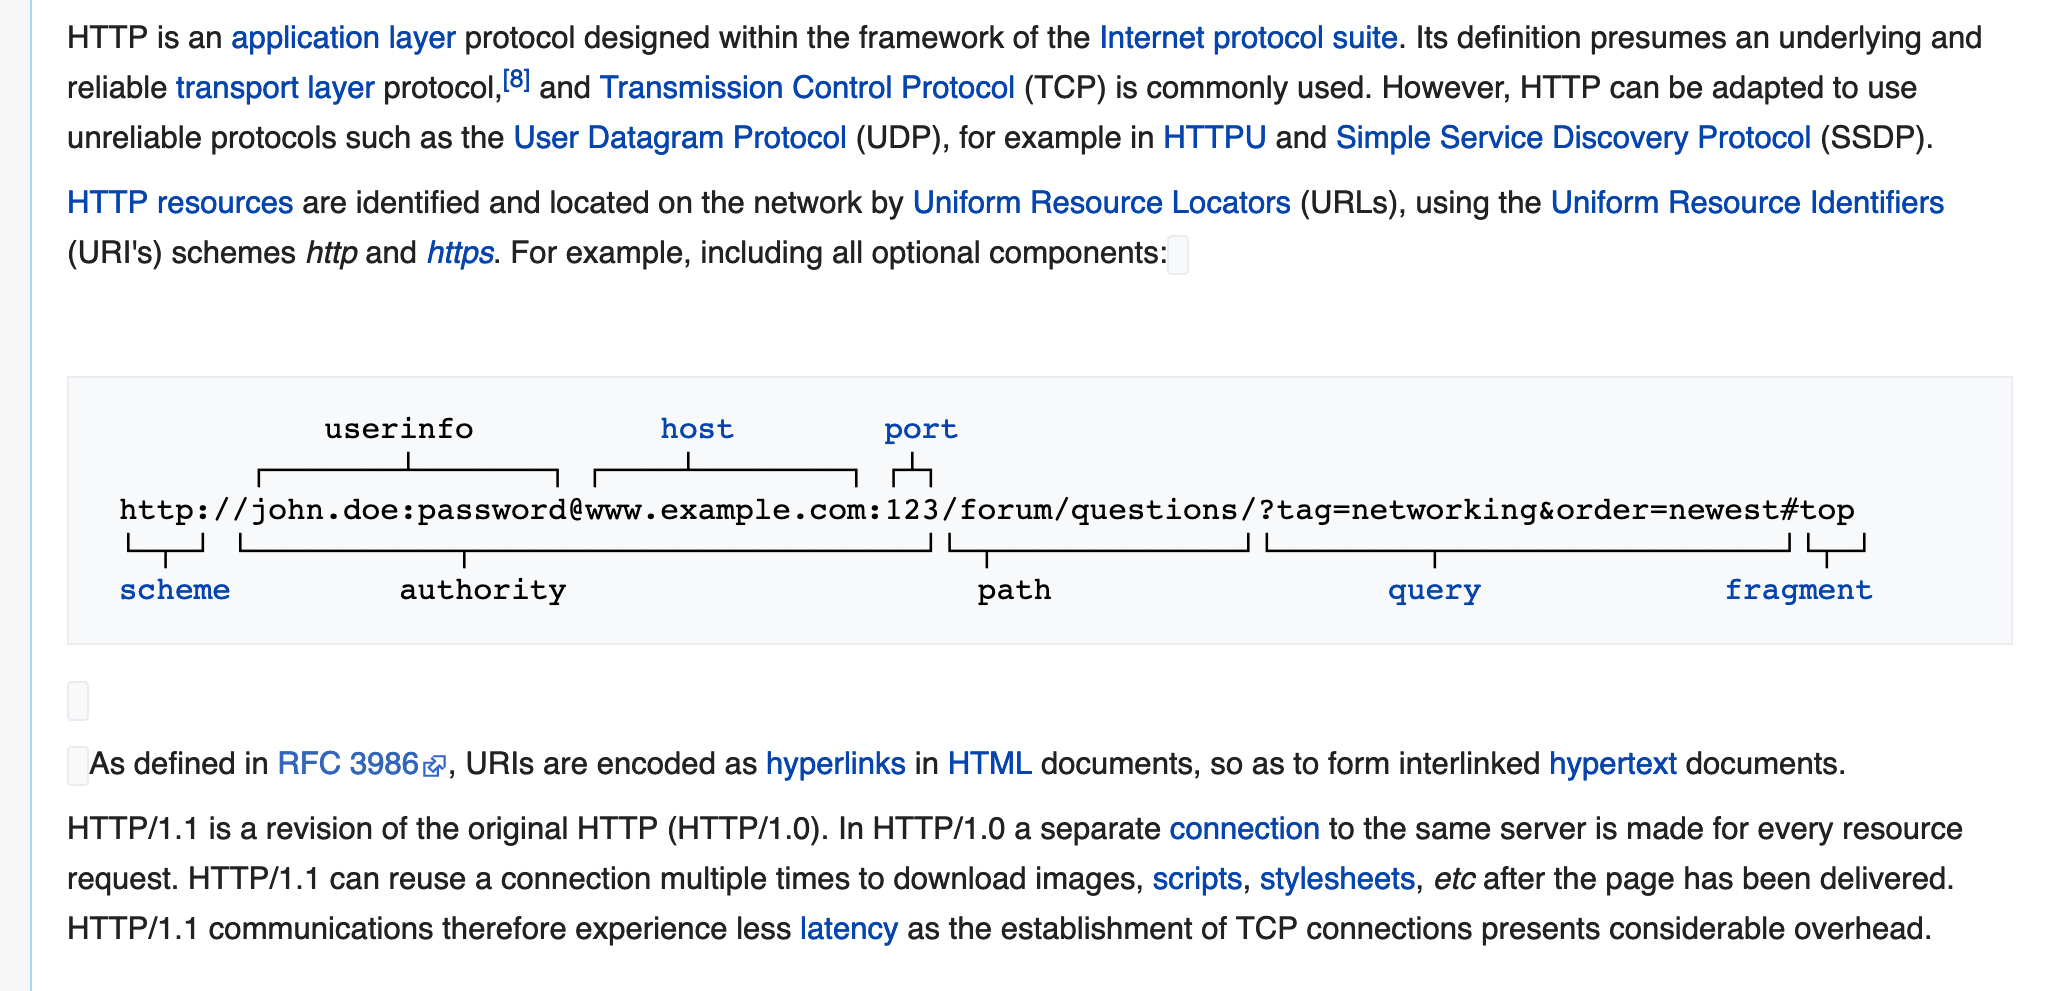 HTTP is an application layer protocol designed within the framework of the Internet protocol suite. Its definition presumes an underlying and
reliable transport layer protocol,[8] and Transmission Control Protocol (TCP) is commonly used. However, HTTP can be adapted to use
unreliable protocols such as the User Datagram Protocol (UDP), for example in HTTPU and Simple Service Discovery Protocol (SSDP).
HTTP resources are identified and located on the network by Uniform Resource Locators (URLs), using the Uniform Resource Identifiers
(URI's) schemes http and https. For example, including all optional components:
userinfo host port
http://john.doe:password@www.example.com:123/forum/questions/?tag=networking&order=newest#top
scheme authority path query fragment
As defined in RFC 3986, URIs are encoded as hyperlinks in HTML documents, so as to form interlinked hypertext documents.
HTTP/1.1 is a revision of the original HTTP (HTTP/1.0). In HTTP/1.0 a separate connection to the same server is made for every resource
request. HTTP/1.1 can reuse a connection multiple times to download images, scripts, stylesheets, etc after the page has been delivered.
HTTP/1.1 communications therefore experience less latency as the establishment of TCP connections presents considerable overhead.